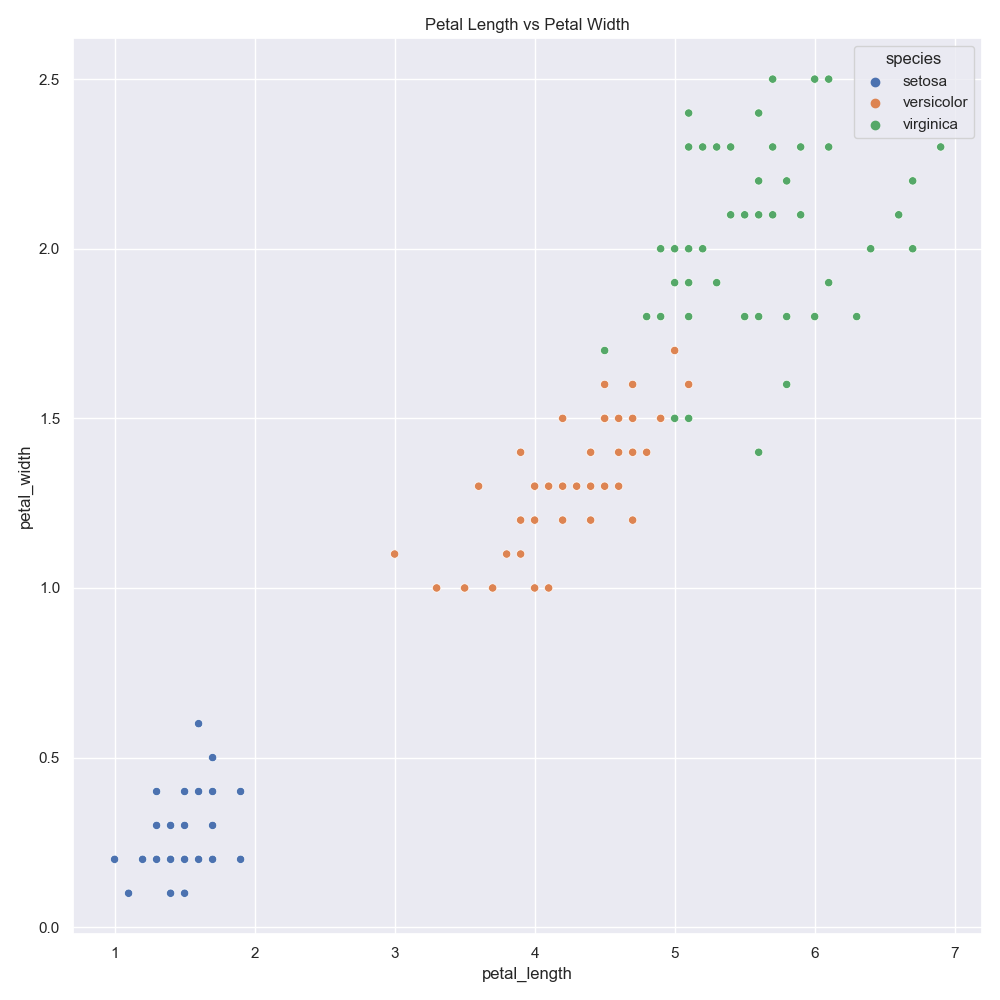 Petal Length vs Petal Width
species
setosa
versicolor
virginica
2.5
2.0
1.5
1.0
0.5
0.0
petal_width
1 2 3 4 5 6 7
petal_length